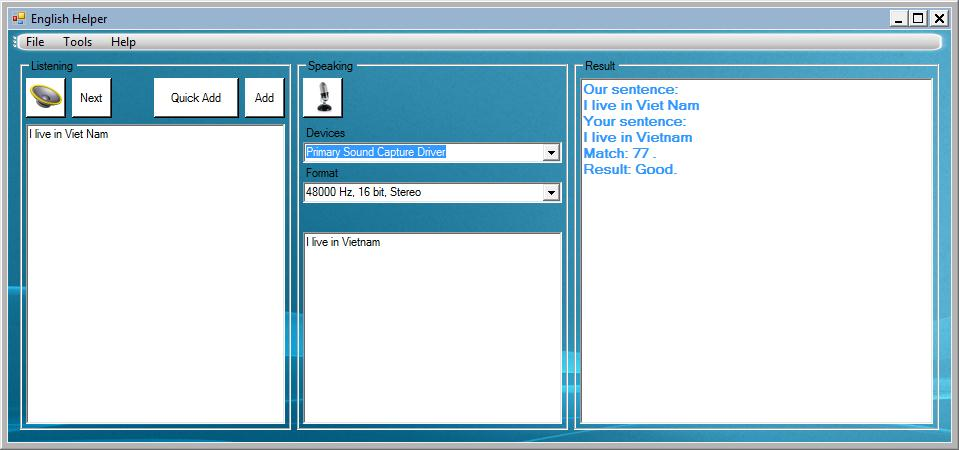 English Helper
File Tools Help
Listening
Next Quick Add Add
I live in Viet Nam
Speaking
Devices
Primary Sound Capture Driver
Format
48000 Hz, 16 bit, Stereo
I live in Vietnam
Result
Our sentence:
I live in Viet Nam
Your sentence:
I live in Vietnam
Match: 77 .
Result: Good.